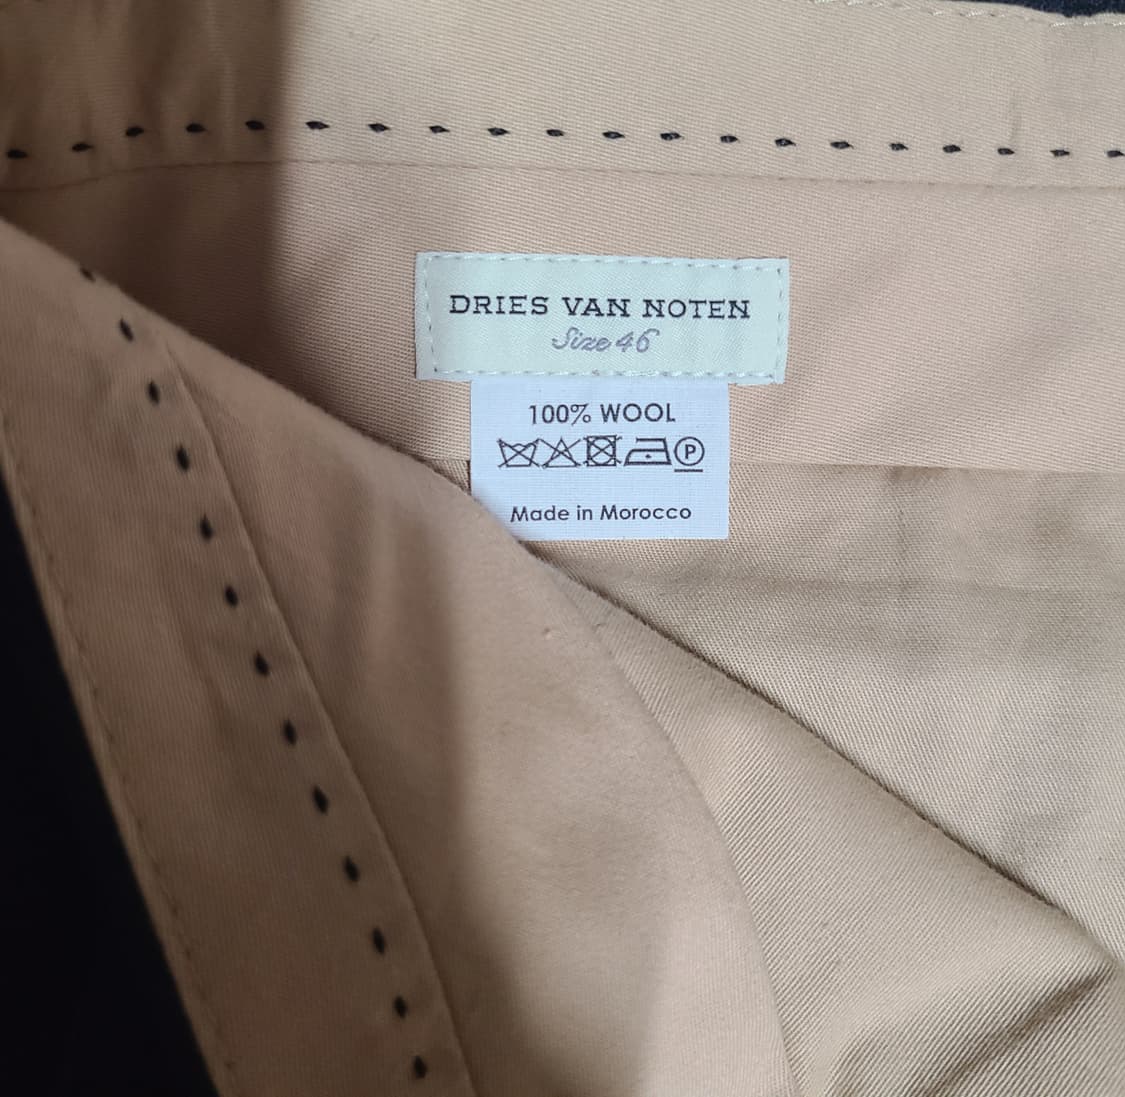 DRIES VAN NOTEN
Size 46
100% WOOL
P
Made in Morocco